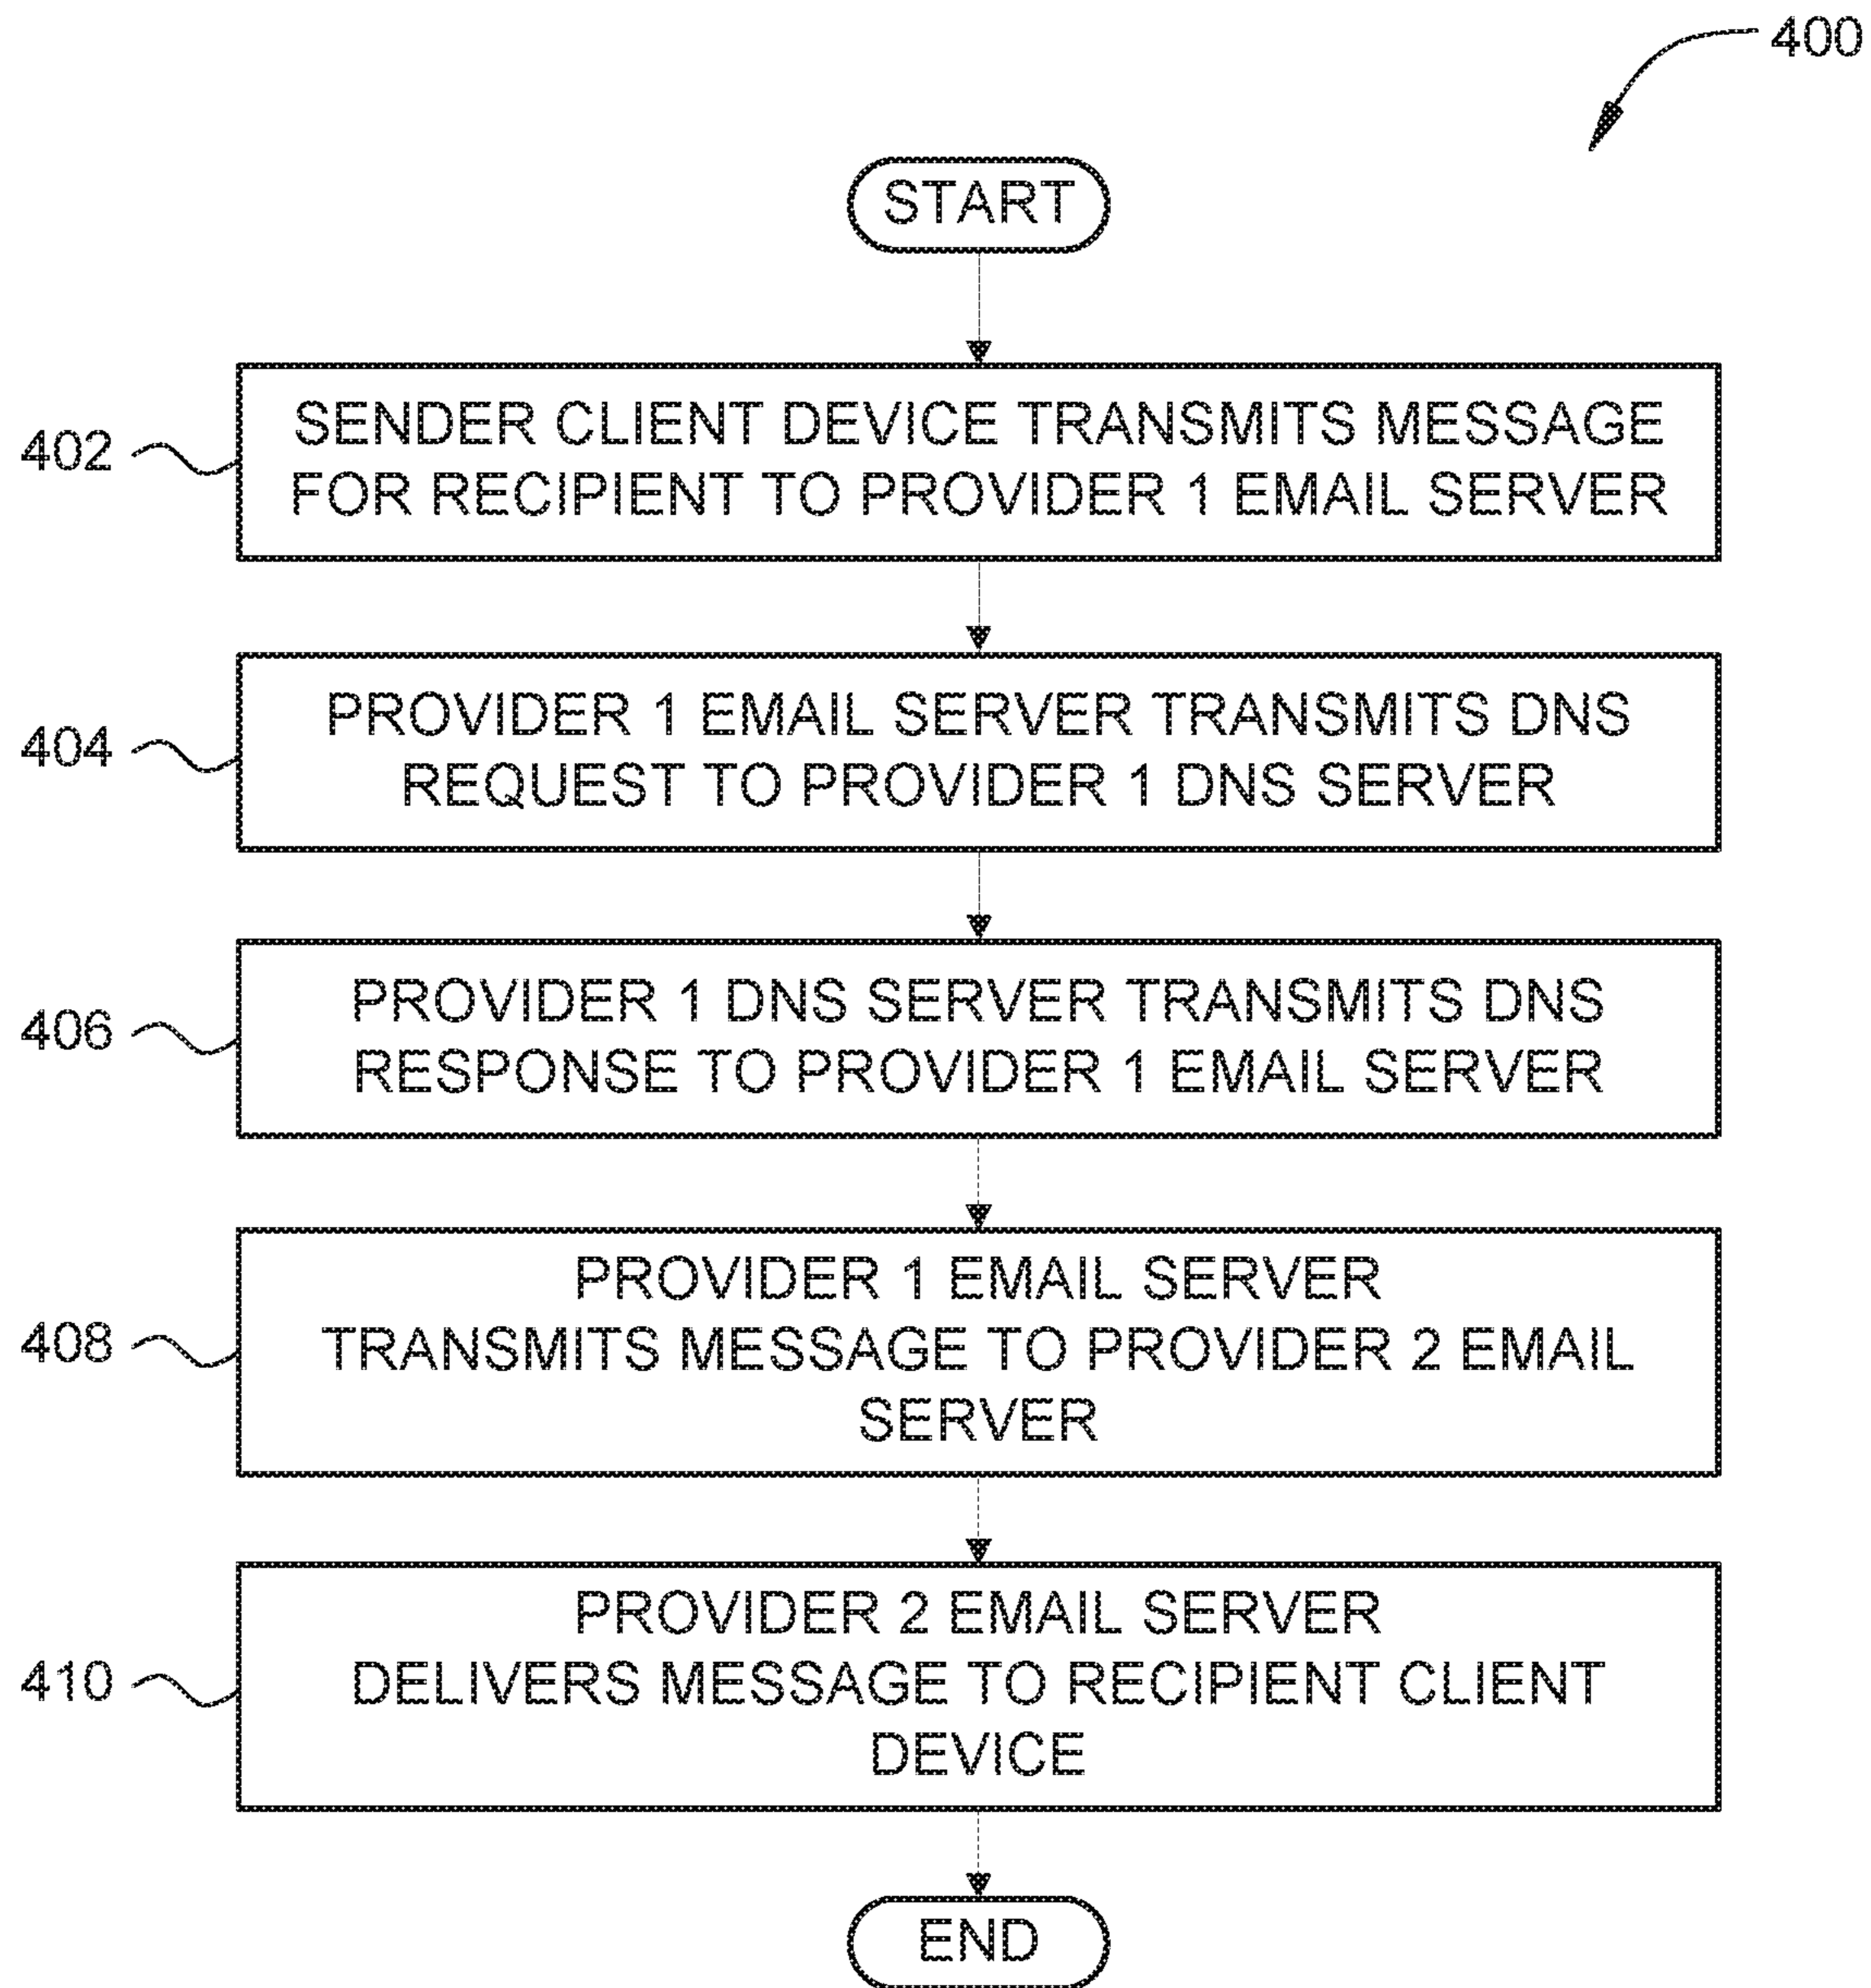 400
START
402
SENDER CLIENT DEVICE TRANSMITS MESSAGE
FOR RECIPIENT TO PROVIDER 1 EMAIL SERVER
404
PROVIDER 1 EMAIL SERVER TRANSMITS DNS
REQUEST TO PROVIDER 1 DNS SERVER
406
PROVIDER 1 DNS SERVER TRANSMITS DNS
RESPONSE TO PROVIDER 1 EMAIL SERVER
408
PROVIDER 1 EMAIL SERVER
TRANSMITS MESSAGE TO PROVIDER 2 EMAIL
SERVER
410
PROVIDER 2 EMAIL SERVER
DELIVERS MESSAGE TO RECIPIENT CLIENT
DEVICE
END